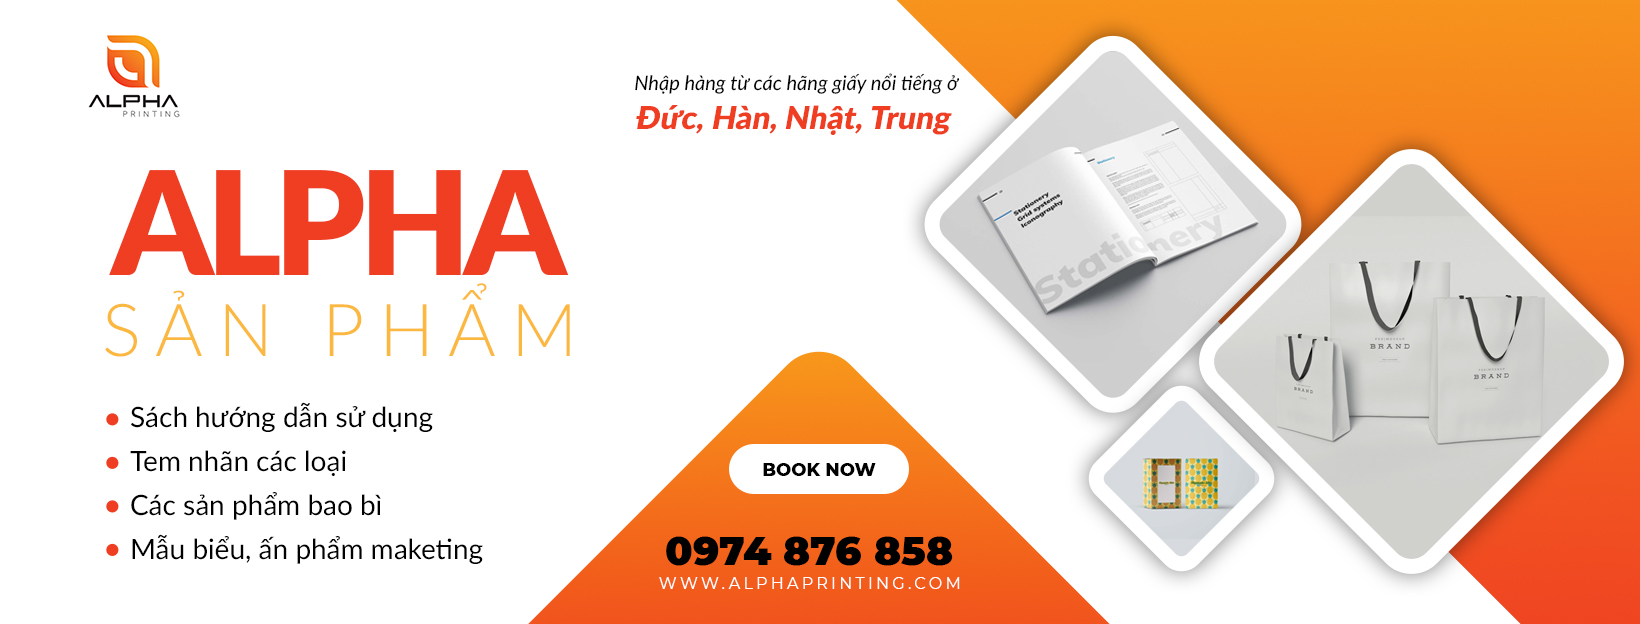 ALPHA
PRINTING
Nhập hàng từ các hãng giấy nổi tiếng ở
Đức, Hàn, Nhật, Trung
ALPHA
SẢN PHẨM
Sách hướng dẫn sử dụng
Tem nhãn các loại
Các sản phẩm bao bì
Mẫu biểu, ấn phẩm maketing
BOOK NOW
0974 876 858
WWW.ALPHAPRINTING.COM
Stationery
Grid systems
Iconography
Stationery
Stationery
BRAND
BRAND
BRAND